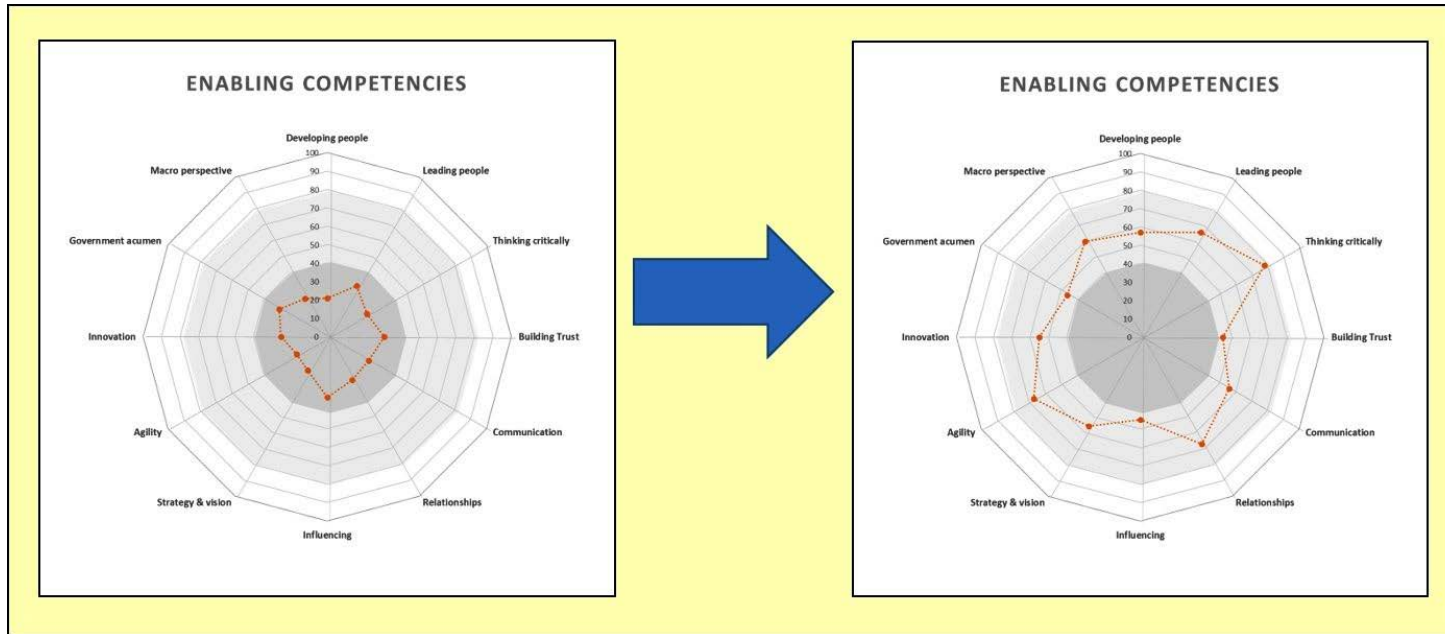 ENABLING COMPETENCIES
Developing people
100
Macro perspective
Leading people
90
80
70
Government acumen
Thinking critically
60
50
40
30
20
10
Innovation
0
Building Trust
Agility
Communication
Strategy & vision
Relationships
Influencing
ENABLING COMPETENCIES
Developing people
100
Macro perspective
Leading people
90
80
70
Government acumen
Thinking critically
60
50
40
30
20
10
Innovation
0
Building Trust
Agility
Communication
Strategy & vision
Relationships
Influencing